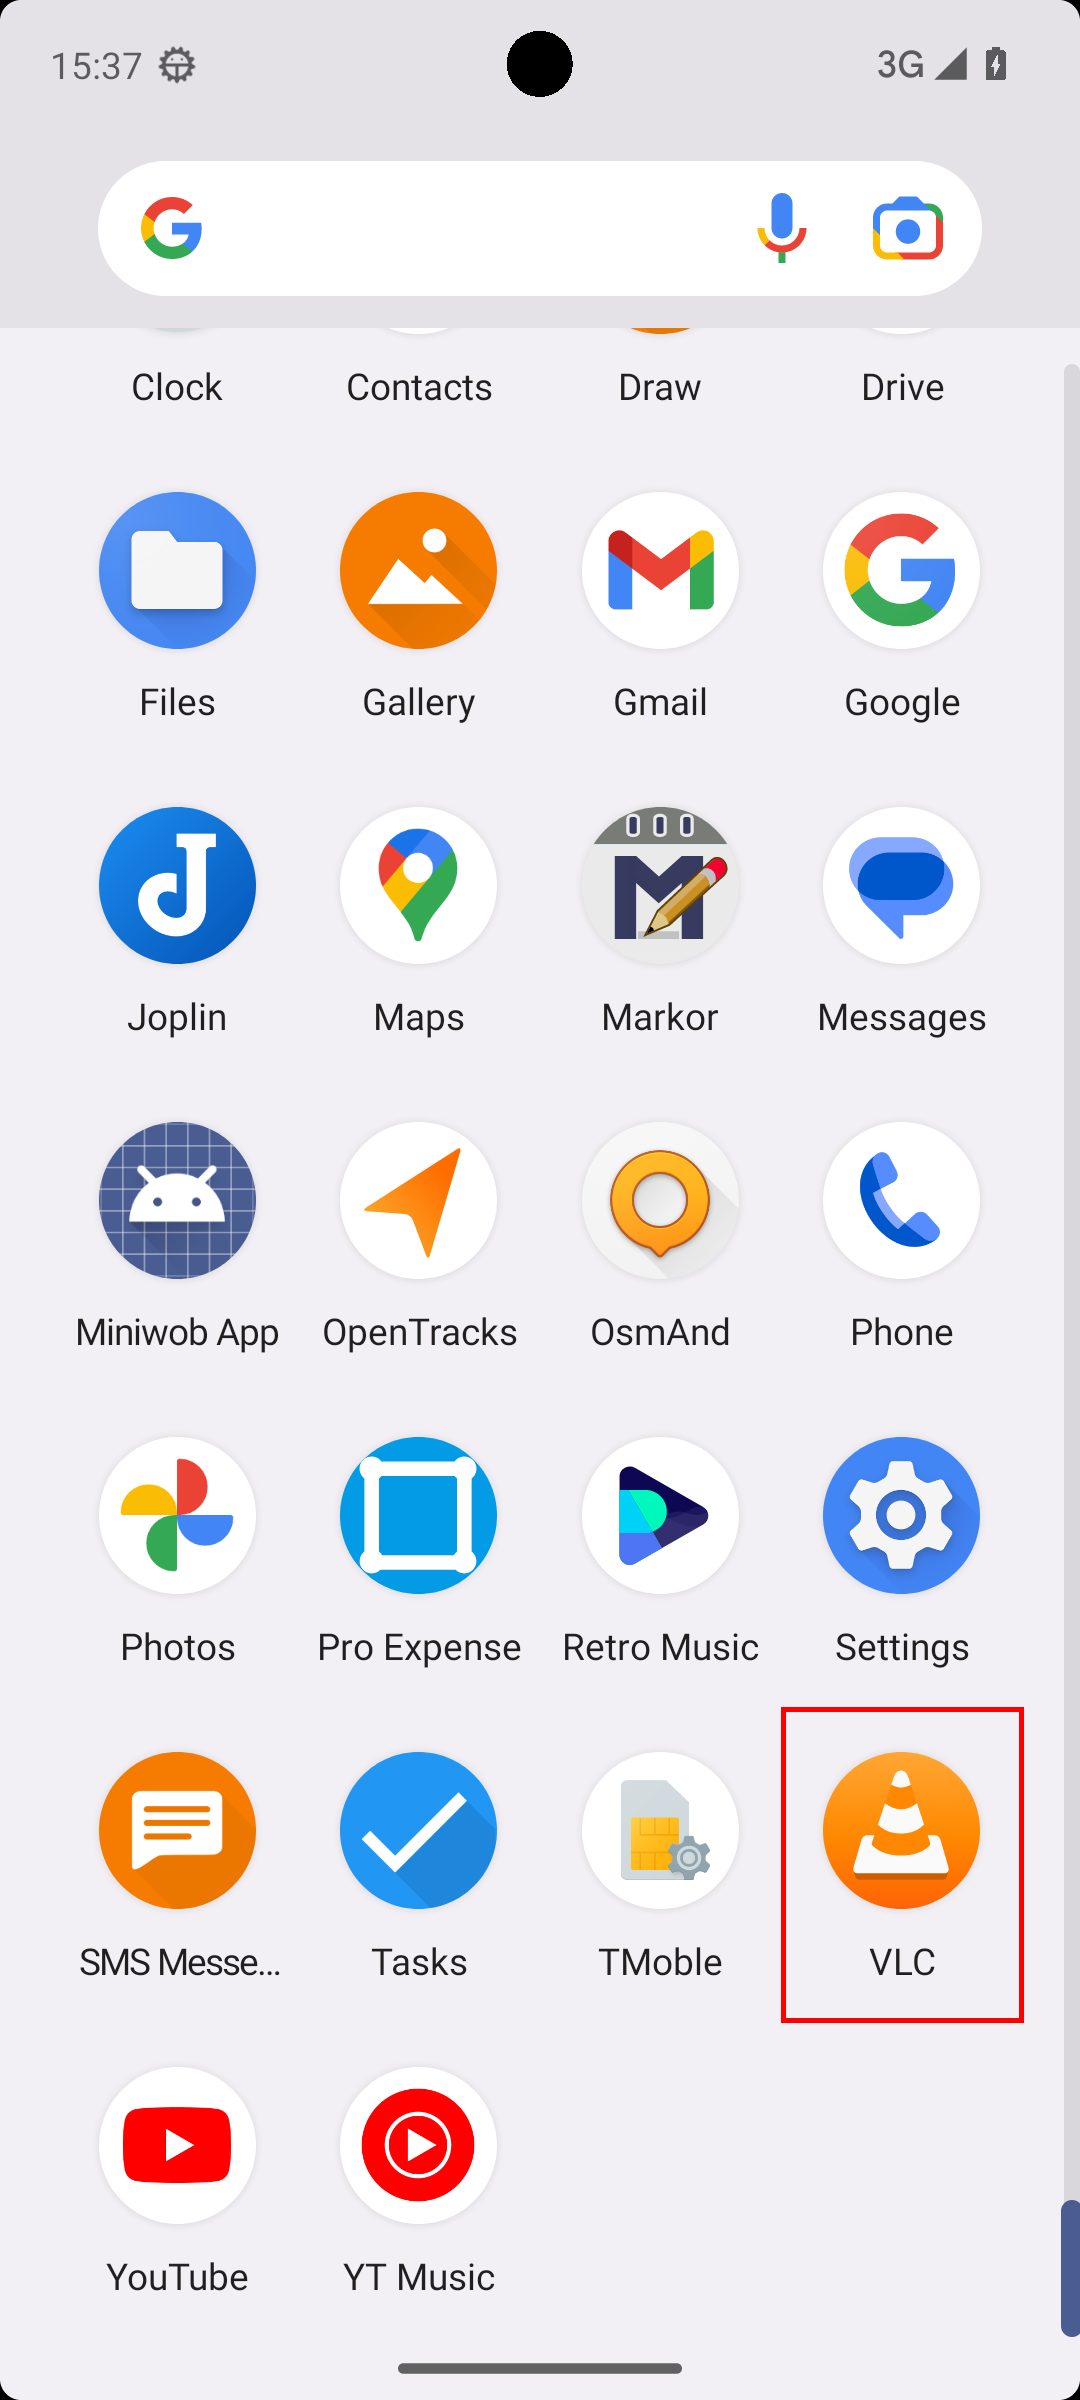 15:37 3G
Clock Contacts Draw Drive
Files Gallery Gmail Google
Joplin Maps Markor Messages
Miniwob App OpenTracks OsmAnd Phone
Photos Pro Expense Retro Music Settings
SMS Messe... Tasks TMoble VLC
YouTube YT Music